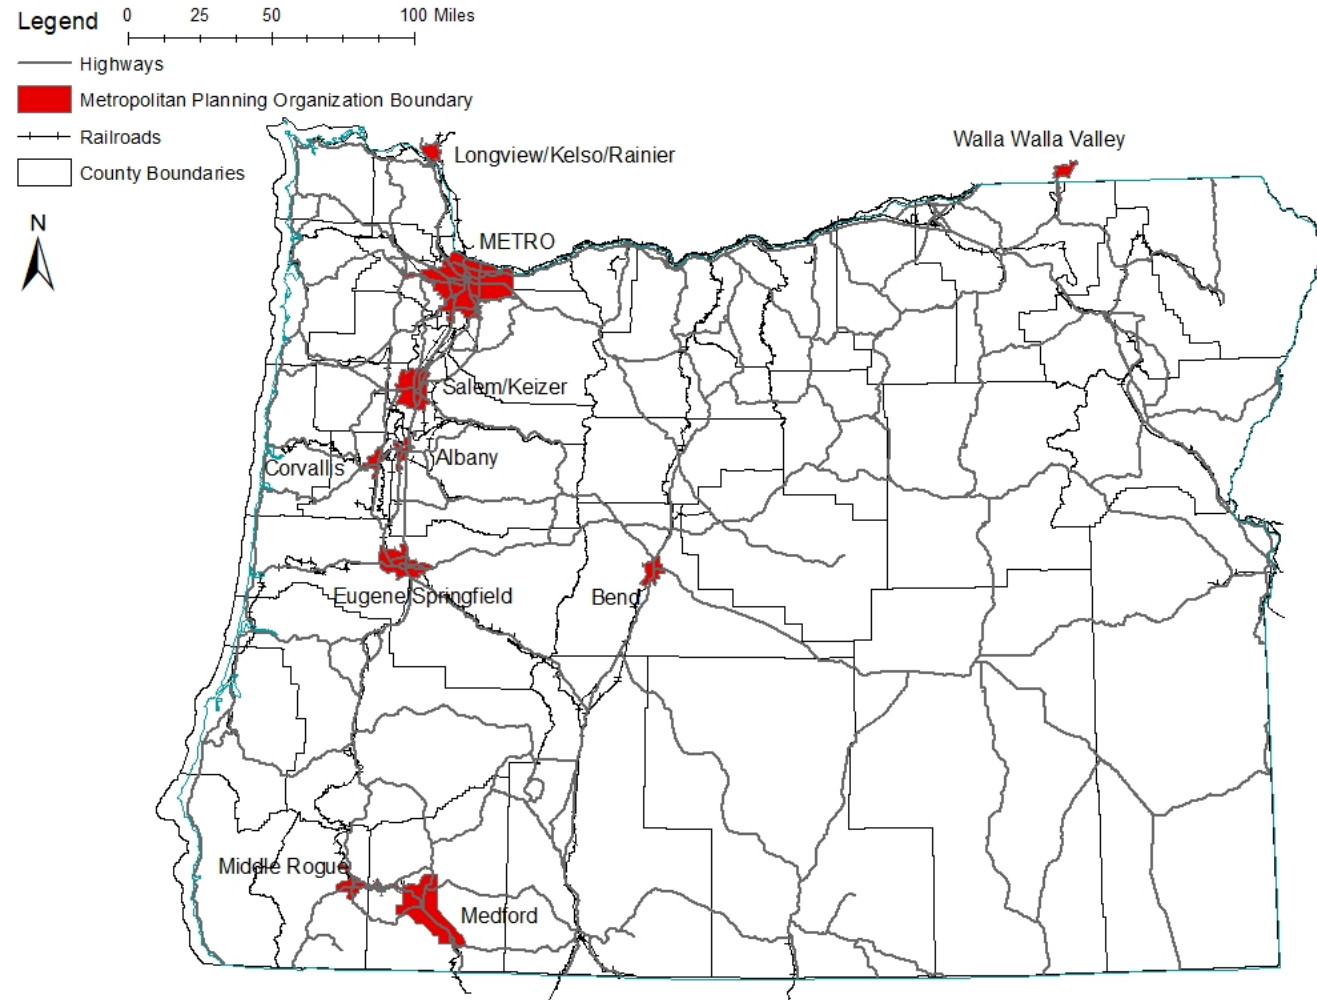 Legend
0 25 50 100 Miles
Highways
Metropolitan Planning Organization Boundary
Railroads
County Boundaries
N
Longview/Kelso/Rainier
Walla Walla Valley
METRO
Salem/Keizer
Corvallis
Albany
Eugene/Springfield
Bend
Middle Rogue
Medford